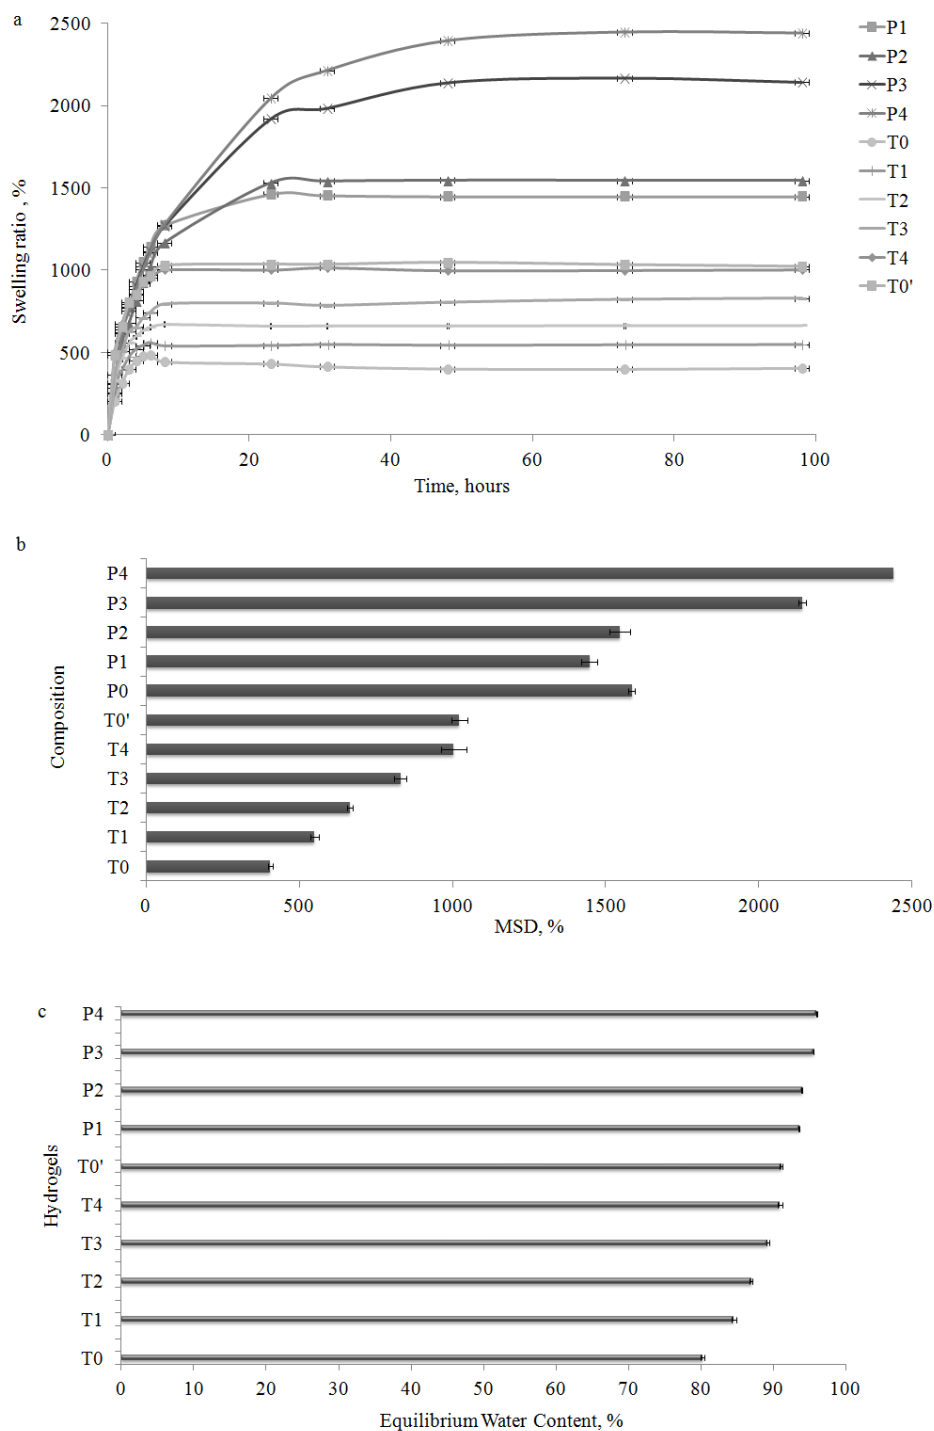 a
2500
2000
1500
1000
500
0
Swelling ratio , %
0 20 40 60 80 100
Time, hours
P1
P2
P3
P4
T0
T1
T2
T3
T4
T0'
b
P4
P3
P2
P1
P0
T0'
T4
T3
T2
T1
T0
Composition
0 500 1000 1500 2000 2500
MSD, %
c
P4
P3
P2
P1
T0'
T4
T3
T2
T1
T0
Hydrogels
0 10 20 30 40 50 60 70 80 90 100
Equilibrium Water Content, %